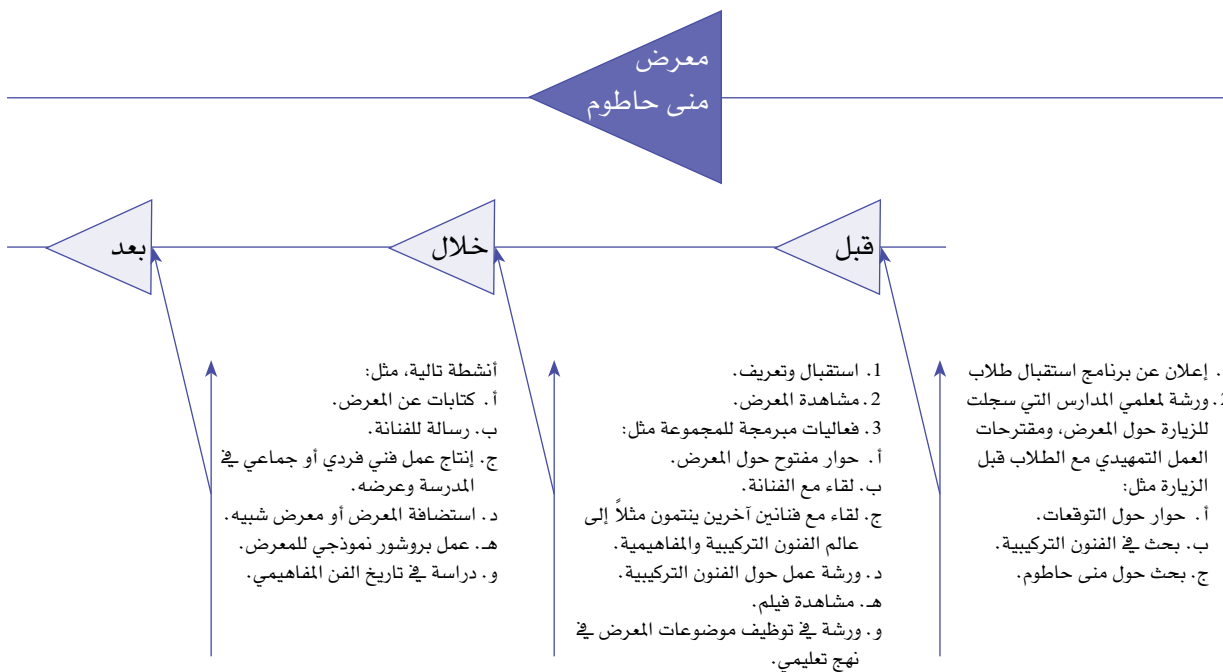 معرض
منى حاطوم
قبل
خلال
بعد
. إعلان عن برنامج استقبال طلاب
2. ورشة لمعلمي المدارس التي سجلت
للزيارة حول المعرض، ومقترحات
العمل التمهيدي مع الطلاب قبل
الزيارة مثل:
أ. حوار حول التوقعات.
ب. بحث في الفنون التركيبية.
ج. بحث حول منى حاطوم.
1. استقبال وتعريف.
2. مشاهدة المعرض.
3. فعاليات مبرمجة للمجموعة مثل:
أ. حوار مفتوح حول المعرض.
ب. لقاء مع الفنانة.
ج. لقاء مع فنانين آخرين ينتمون مثلاً إلى
عالم الفنون التركيبية والمفاهيمية.
د. ورشة عمل حول الفنون التركيبية.
هـ. مشاهدة فيلم.
و. ورشة في توظيف موضوعات المعرض في
نهج تعليمي.
أنشطة تالية، مثل:
أ. كتابات عن المعرض.
ب. رسالة للفنانة.
ج. إنتاج عمل فني فردي أو جماعي في
المدرسة وعرضه.
د. استضافة المعرض أو معرض شبيه.
هـ. عمل بروشور نموذجي للمعرض.
و. دراسة في تاريخ الفن المفاهيمي.